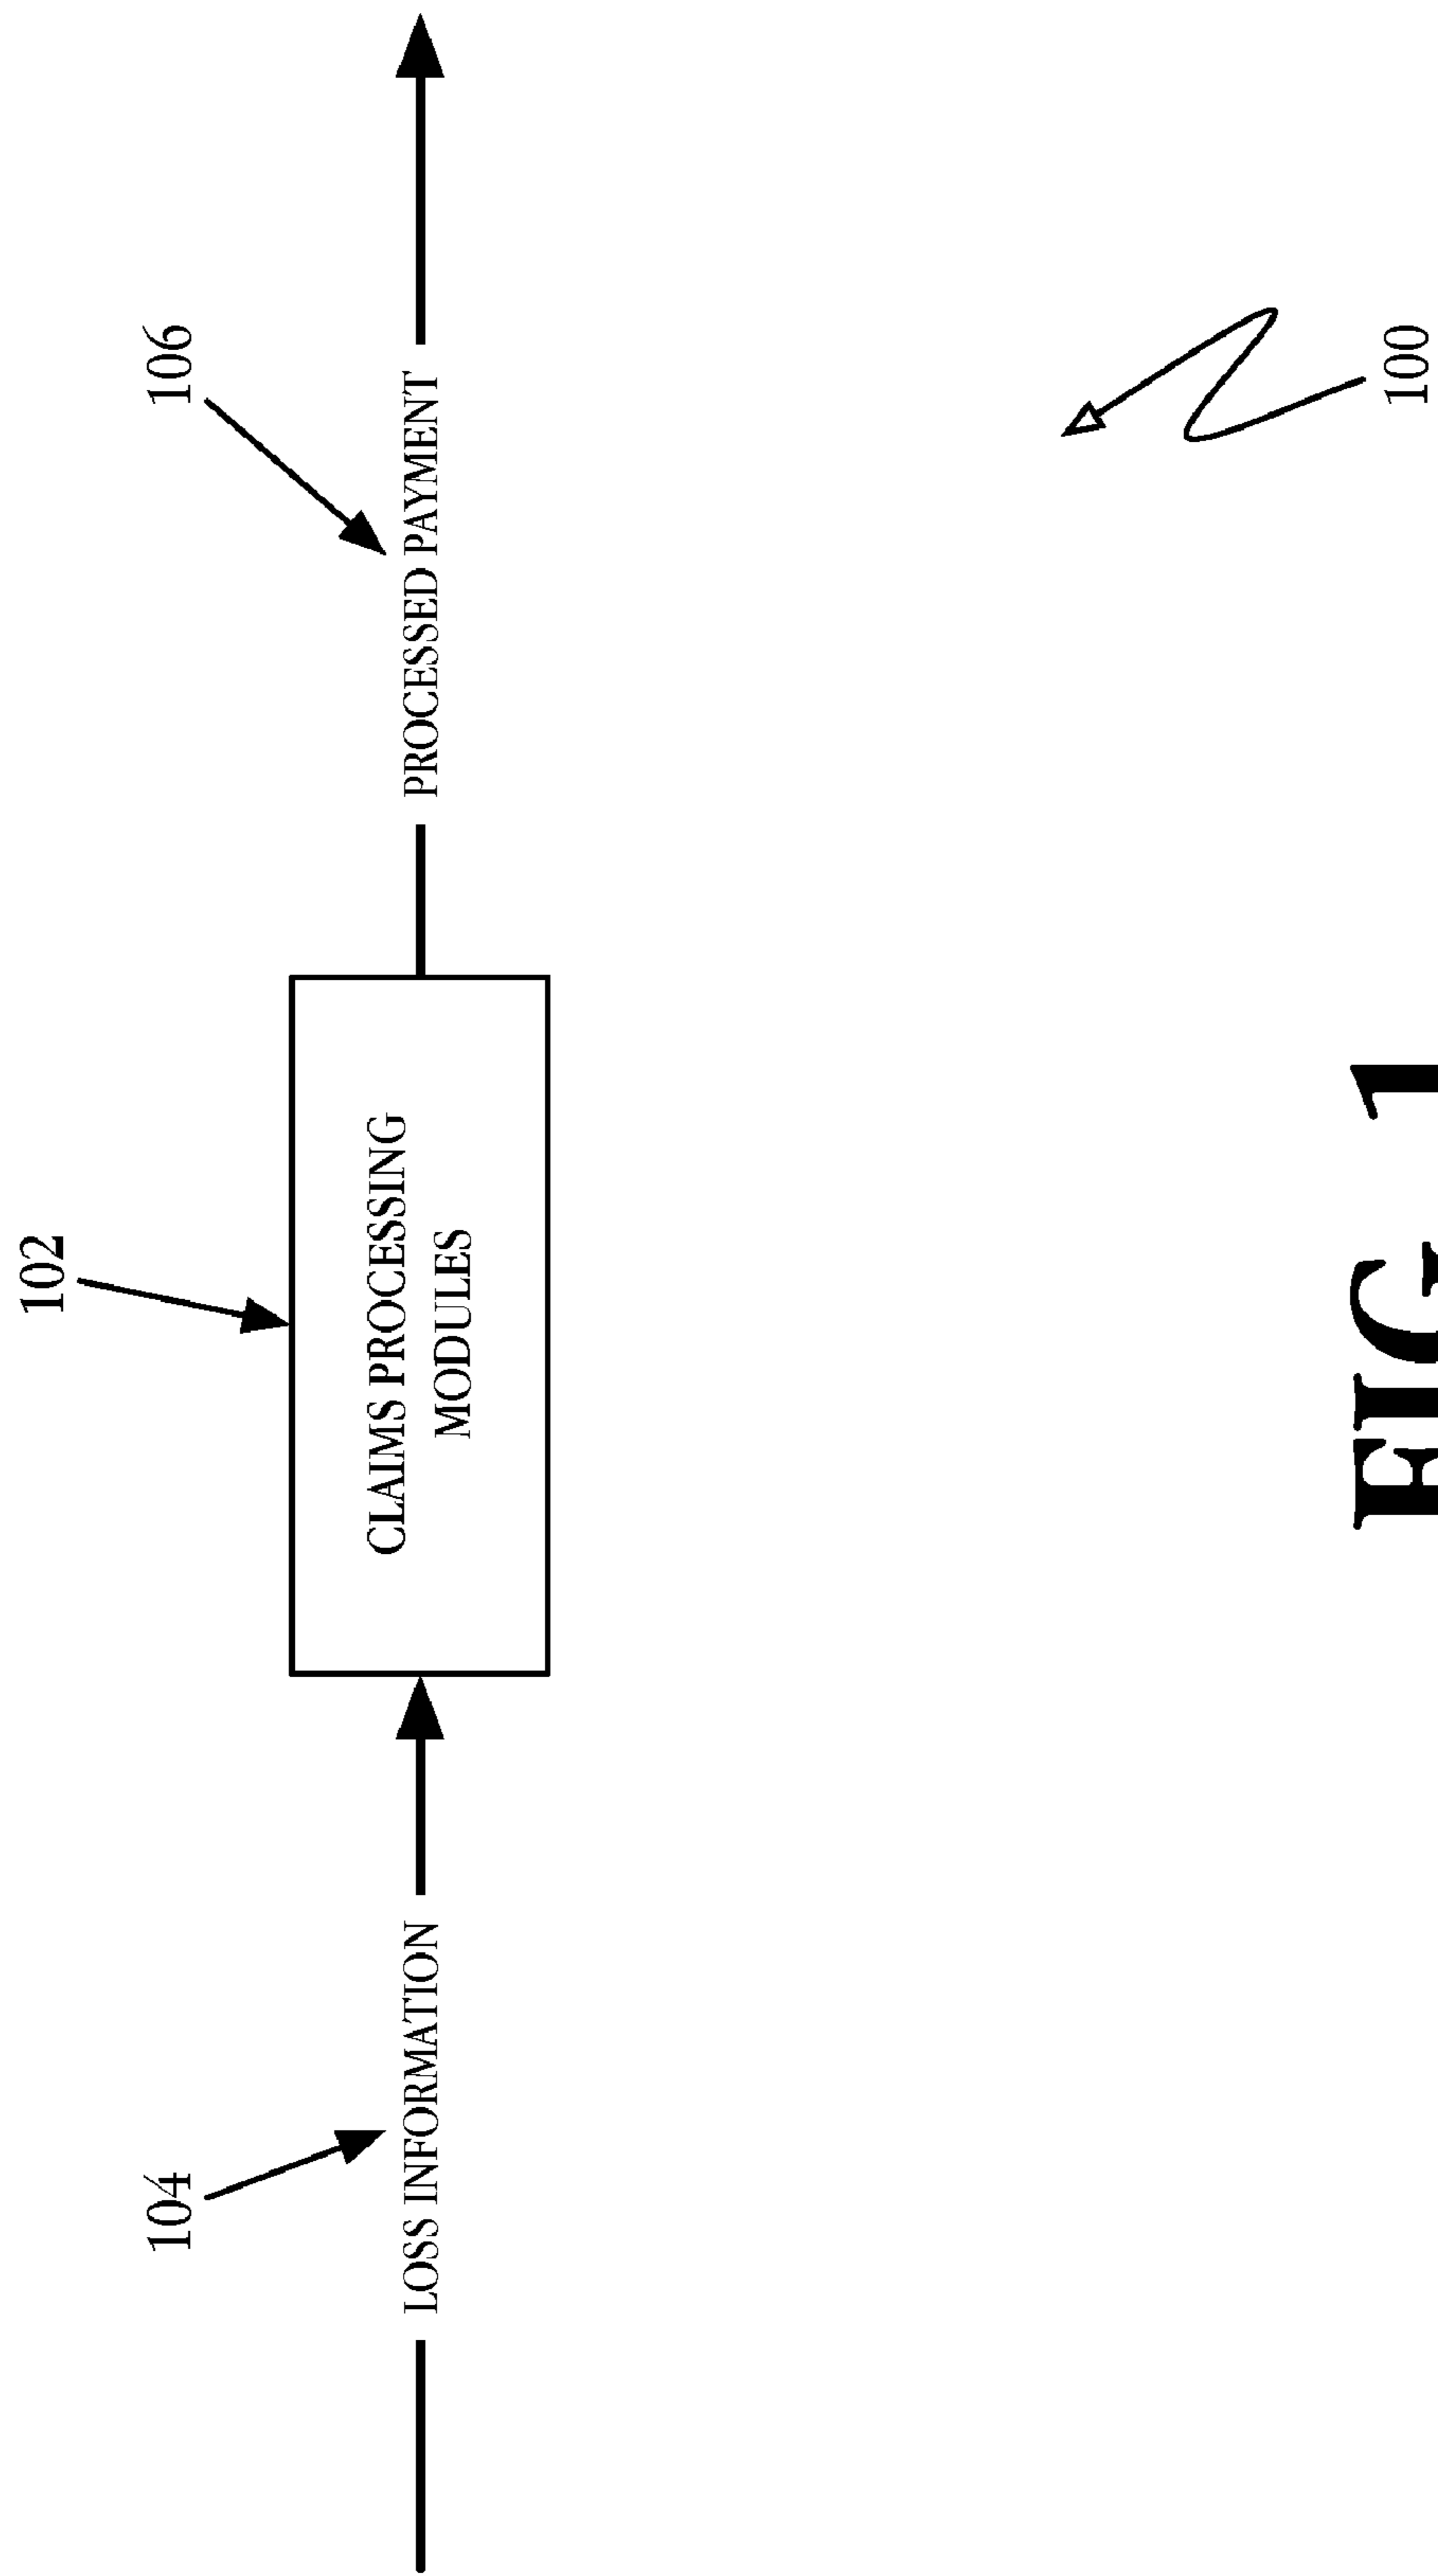 102
104
106
LOSS INFORMATION
CLAIMS PROCESSING
MODULES
PROCESSED PAYMENT
100
FIG. 1